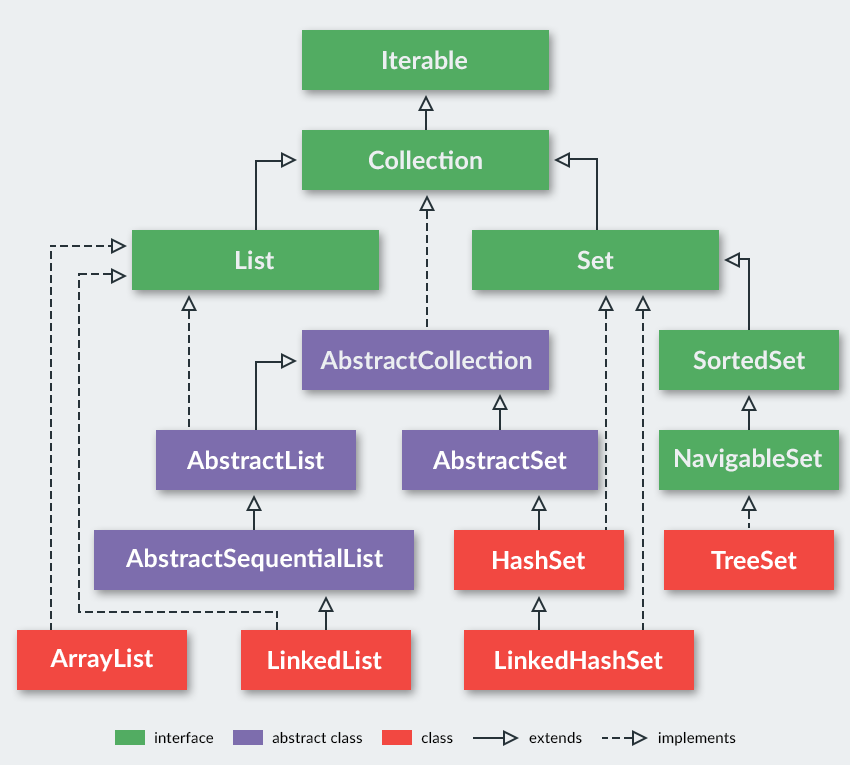 Iterable
Collection
List
Set
AbstractCollection
SortedSet
AbstractList
AbstractSet
NavigableSet
AbstractSequentialList
HashSet
TreeSet
ArrayList
LinkedList
LinkedHashSet
interface
abstract class
class
extends
implements